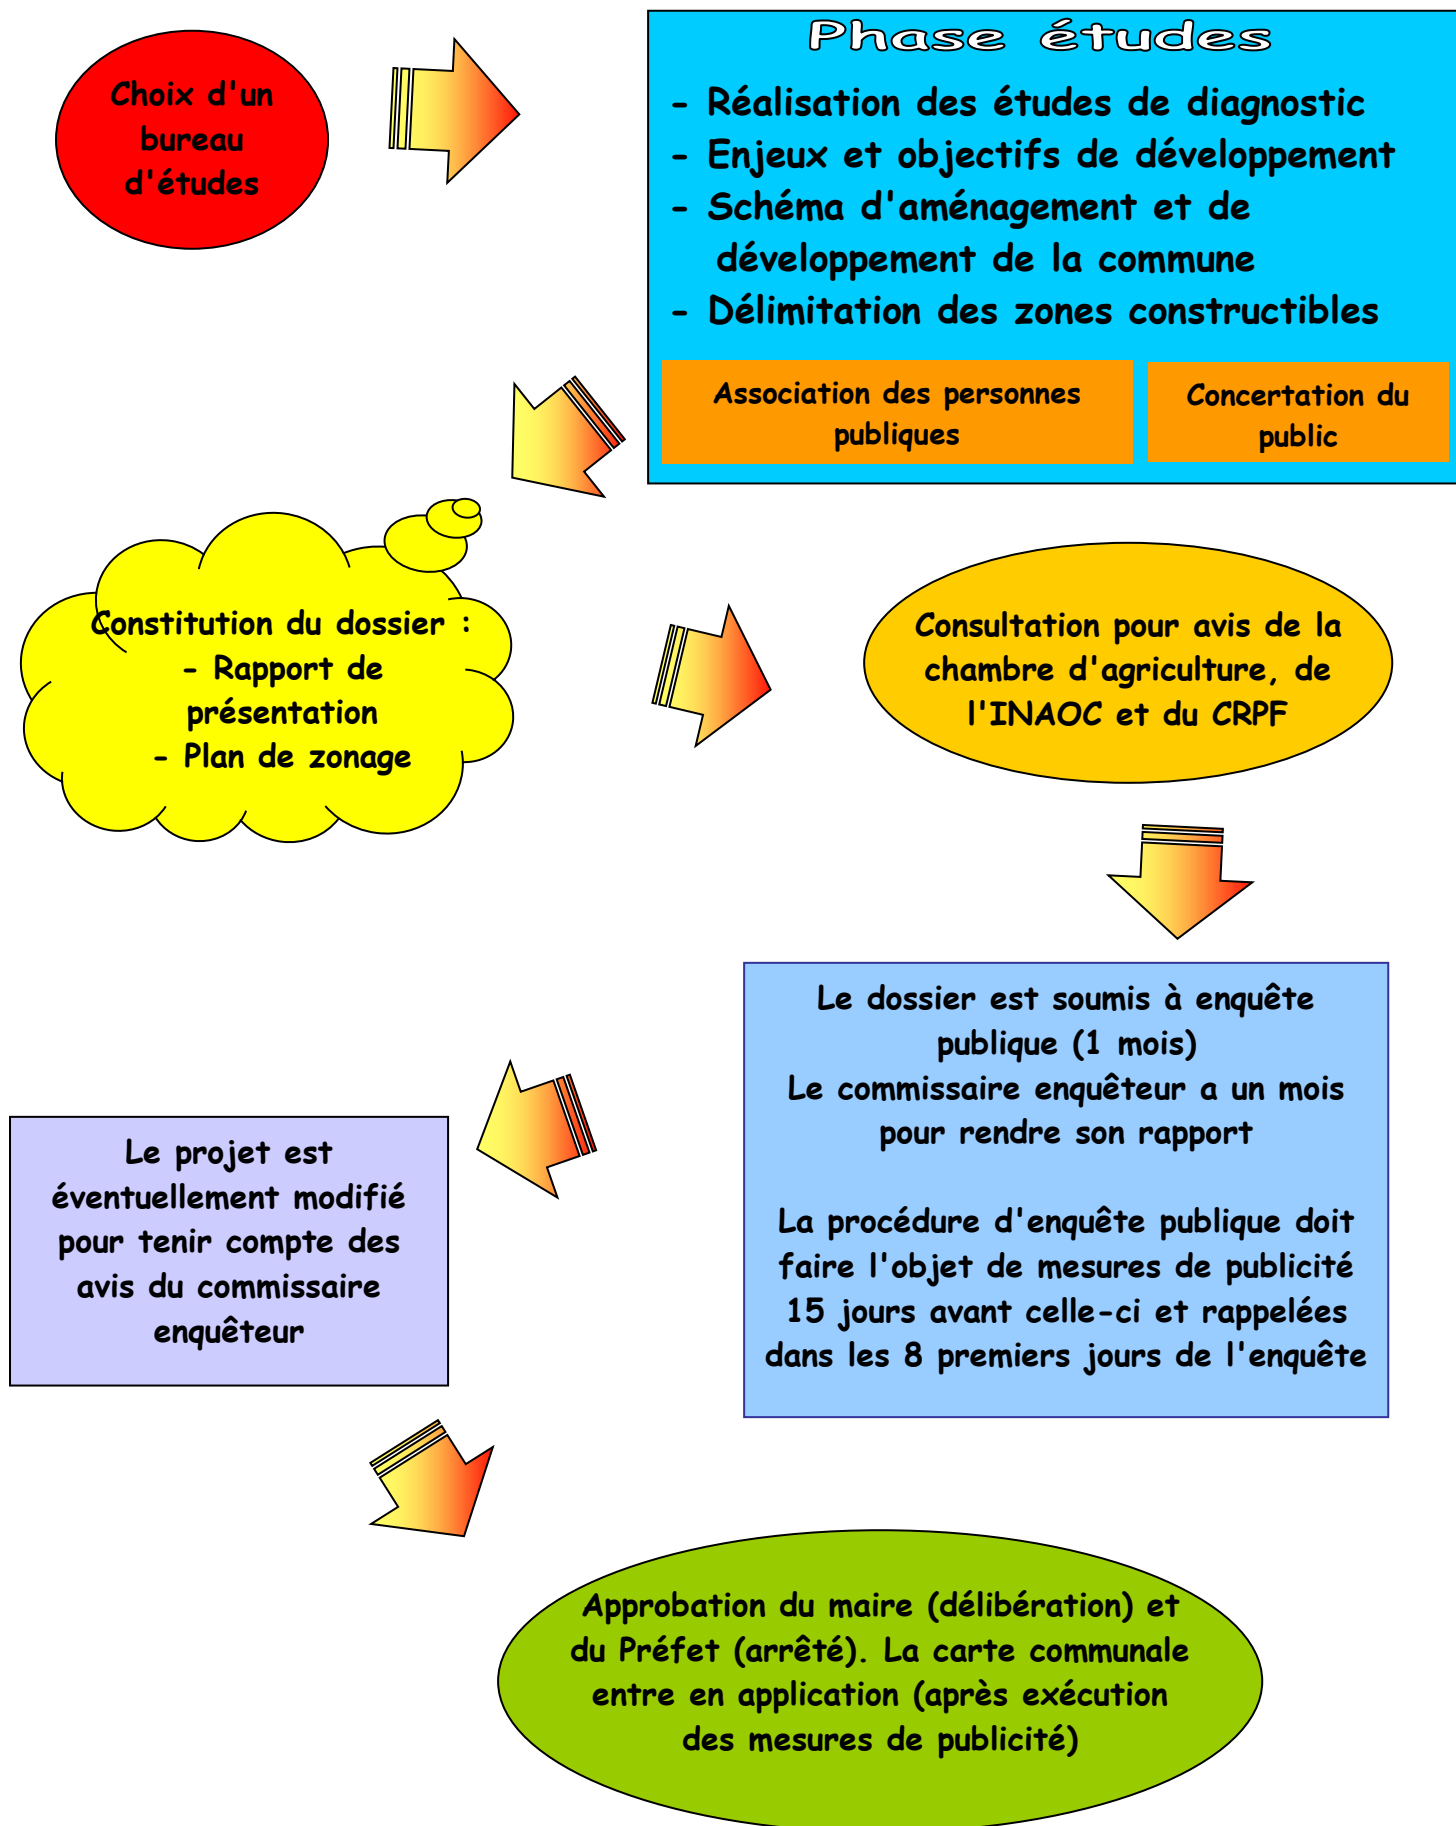 Choix d'un
bureau
d'études
Phase études
- Réalisation des études de diagnostic
- Enjeux et objectifs de développement
- Schéma d'aménagement et de
développement de la commune
- Délimitation des zones constructibles
Association des personnes
publiques
Concertation du
public
Constitution du dossier :
- Rapport de
présentation
- Plan de zonage
Consultation pour avis de la
chambre d'agriculture, de
l'INAOC et du CRPF
Le dossier est soumis à enquête
publique (1 mois)
Le commissaire enquêteur a un mois
pour rendre son rapport
La procédure d'enquête publique doit
faire l'objet de mesures de publicité
15 jours avant celle-ci et rappelées
dans les 8 premiers jours de l'enquête
Le projet est
éventuellement modifié
pour tenir compte des
avis du commissaire
enquêteur
Approbation du maire (délibération) et
du Préfet (arrêté). La carte communale
entre en application (après exécution
des mesures de publicité)